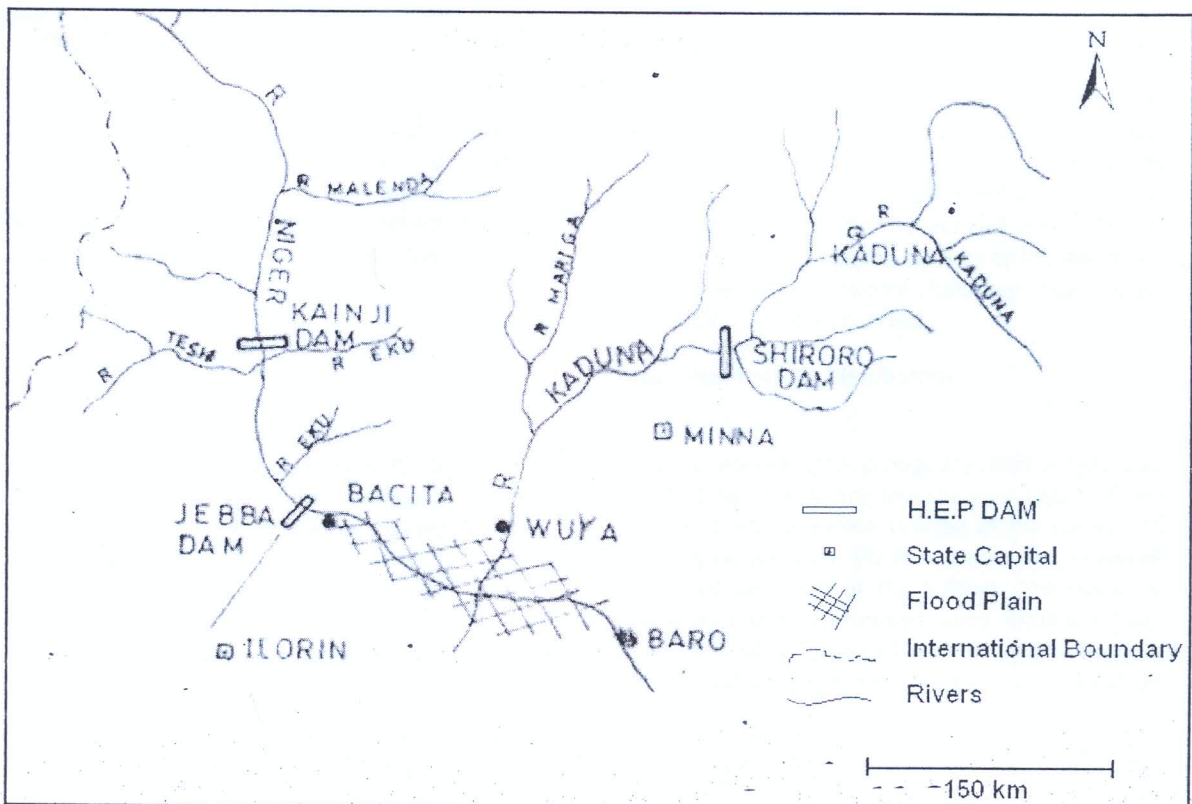 N
R
R MALENDA
NIGER
R MARIGA
R
G
KADUNA
KADUNA
KAINJI
DAM
TESHI
R
R EKU
KADUNA
SHIRORO
DAM
R EKU
MINNA
R
JEBBA
DAM
BACITA
WUYA
ILORIN
BARO
H.E.P DAM
State Capital
Flood Plain
International Boundary
Rivers
150 km